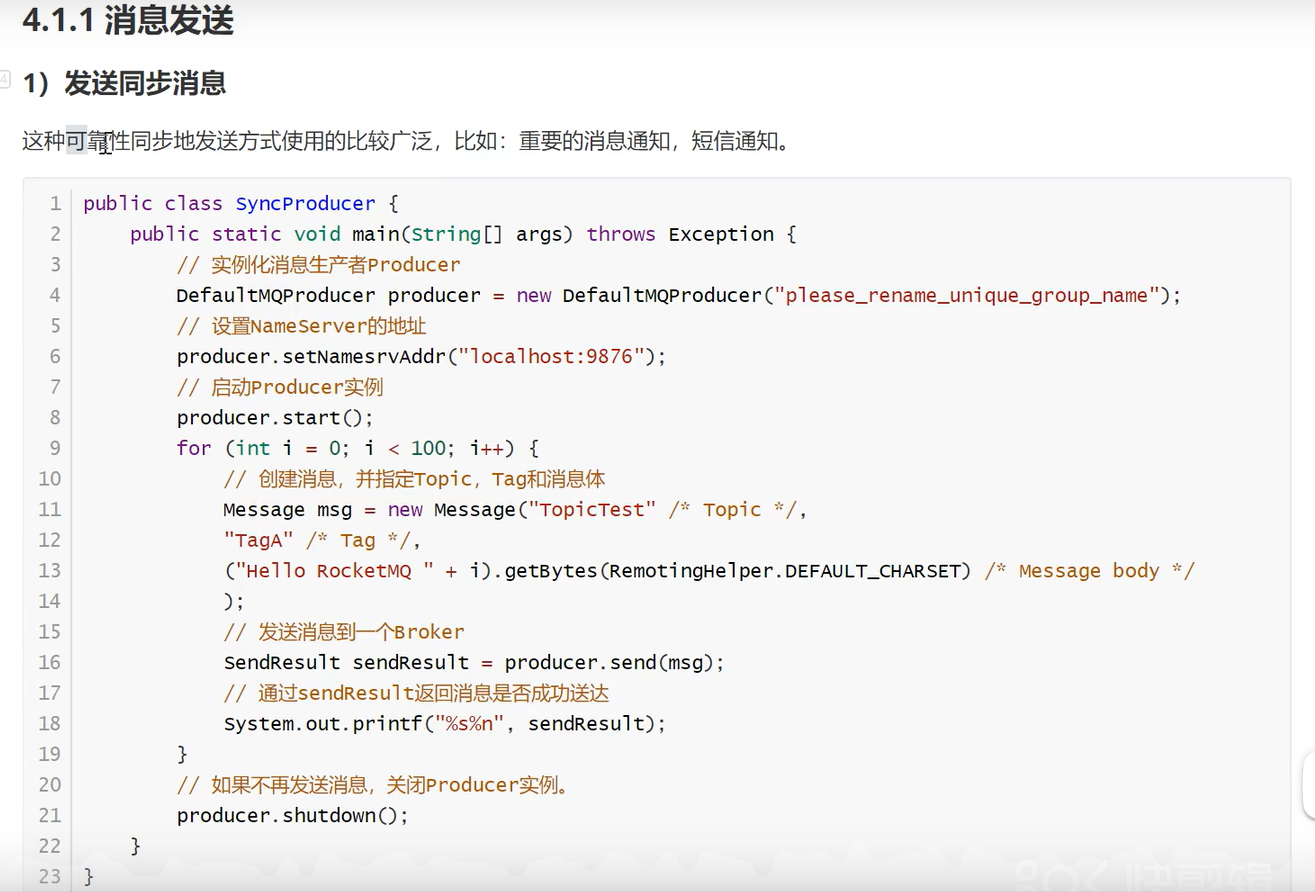 4.1.1 消息发送
1）发送同步消息
这种可靠性同步地发送方式使用的比较广泛，比如：重要的消息通知，短信通知。
1 public class SyncProducer {
2     public static void main(String[] args) throws Exception {
3         // 实例化消息生产者Producer
4         DefaultMQProducer producer = new DefaultMQProducer("please_rename_unique_group_name");
5         // 设置NameServer的地址
6         producer.setNamesrvAddr("localhost:9876");
7         // 启动Producer实例
8         producer.start();
9         for (int i = 0; i < 100; i++) {
10             // 创建消息，并指定Topic，Tag和消息体
11             Message msg = new Message("TopicTest" /* Topic */,
12             "TagA" /* Tag */,
13             ("Hello RocketMQ " + i).getBytes(RemotingHelper.DEFAULT_CHARSET) /* Message body */
14             );
15             // 发送消息到一个Broker
16             SendResult sendResult = producer.send(msg);
17             // 通过sendResult返回消息是否成功送达
18             System.out.printf("%s%n", sendResult);
19         }
20         // 如果不再发送消息，关闭Producer实例。
21         producer.shutdown();
22     }
23 }